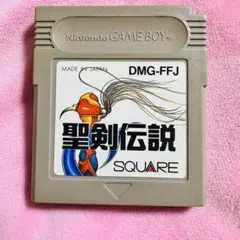 Nintendo GAME BOY
MADE IN JAPAN DMG-FFJ
聖剣伝説
SQUARE